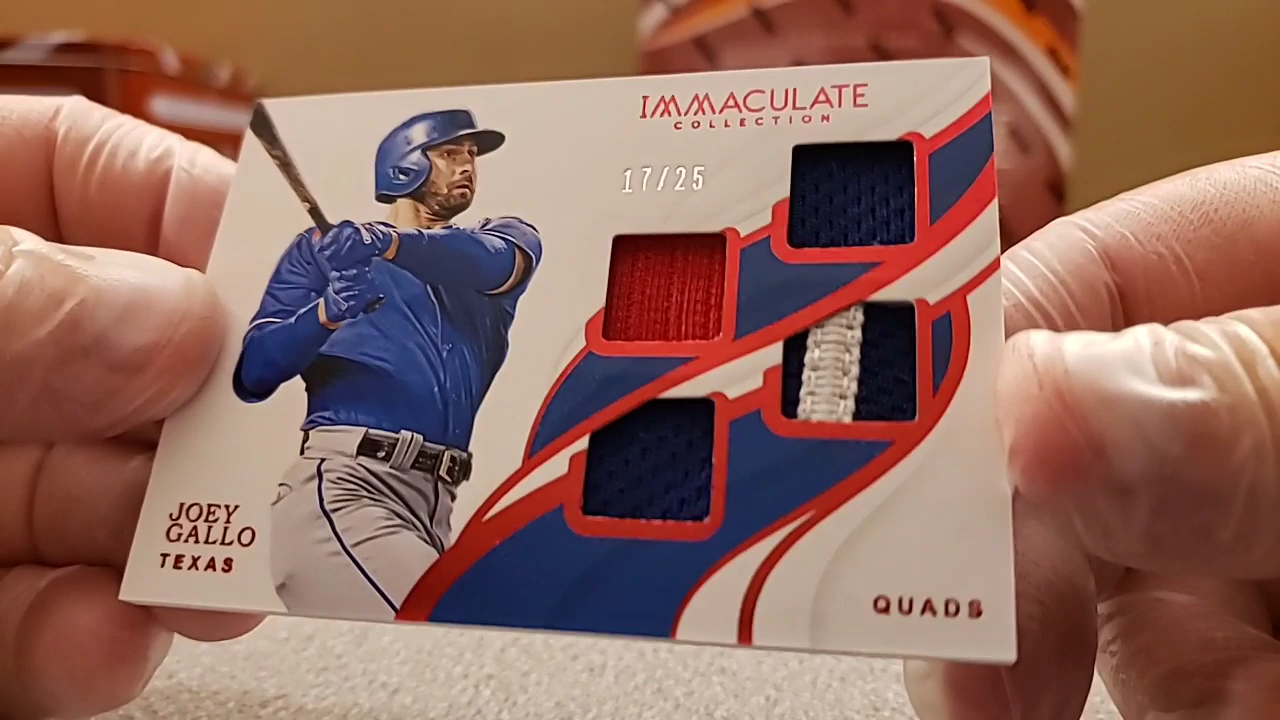 IMMACULATE
COLLECTION
17/25
JOEY
GALLO
TEXAS
QUADS